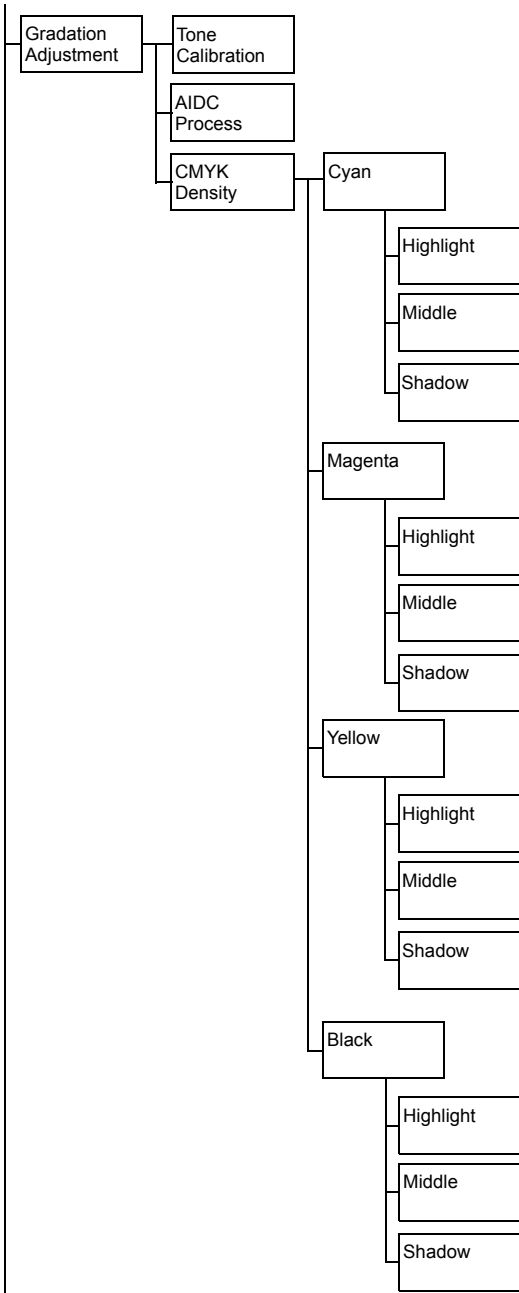 Gradation
Adjustment
Tone
Calibration
AIDC
Process
CMYK
Density
Cyan
Highlight
Middle
Shadow
Magenta
Highlight
Middle
Shadow
Yellow
Highlight
Middle
Shadow
Black
Highlight
Middle
Shadow